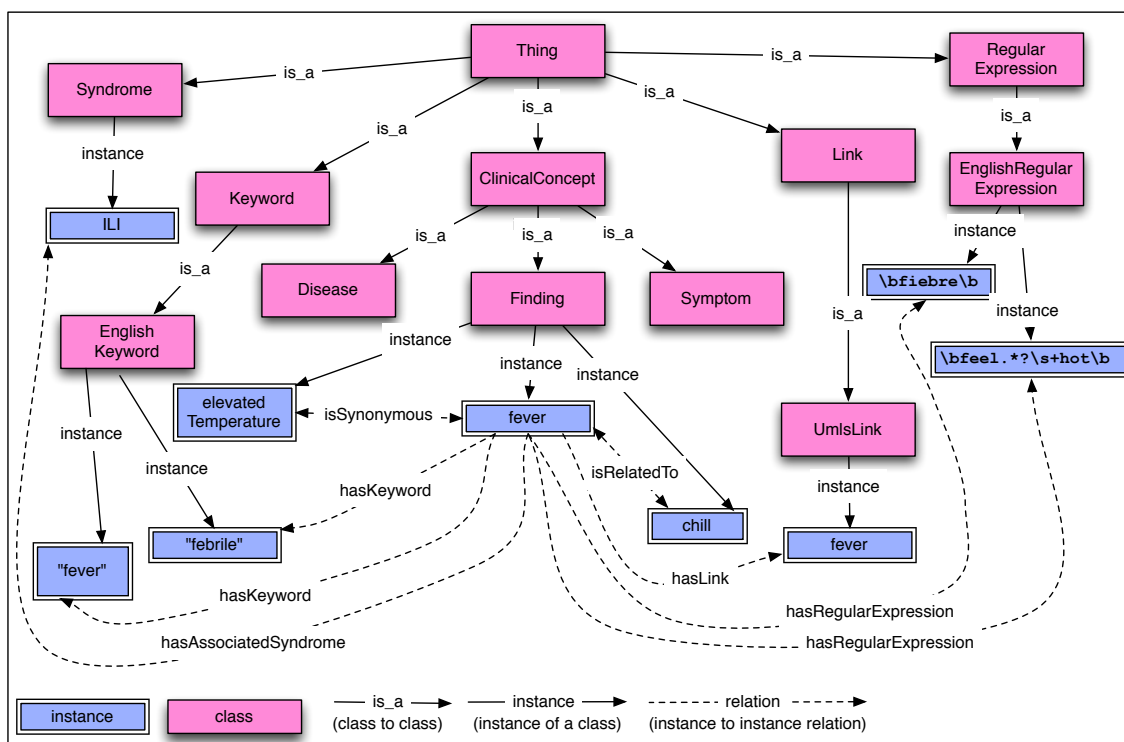 Thing
Regular
Expression
is_a
is_a
Syndrome
is_a
is_a
is_a
is_a
instance
Link
ClinicalConcept
EnglishRegular
Expression
Keyword
ILI
is_a
is_a
is_a
instance
is_a
\bfiebre\b
Disease
Finding
Symptom
instance
is_a
English
Keyword
instance
instance
instance
\bfeel.*?\s+hot\b
elevated
Temperature
isSynonymous
fever
UmlsLink
instance
instance
isRelatedTo
instance
hasKeyword
chill
"febrile"
fever
"fever"
hasLink
hasKeyword
hasRegularExpression
hasAssociatedSyndrome
hasRegularExpression
instance
class
is_a
(class to class)
instance
(instance of a class)
relation
(instance to instance relation)